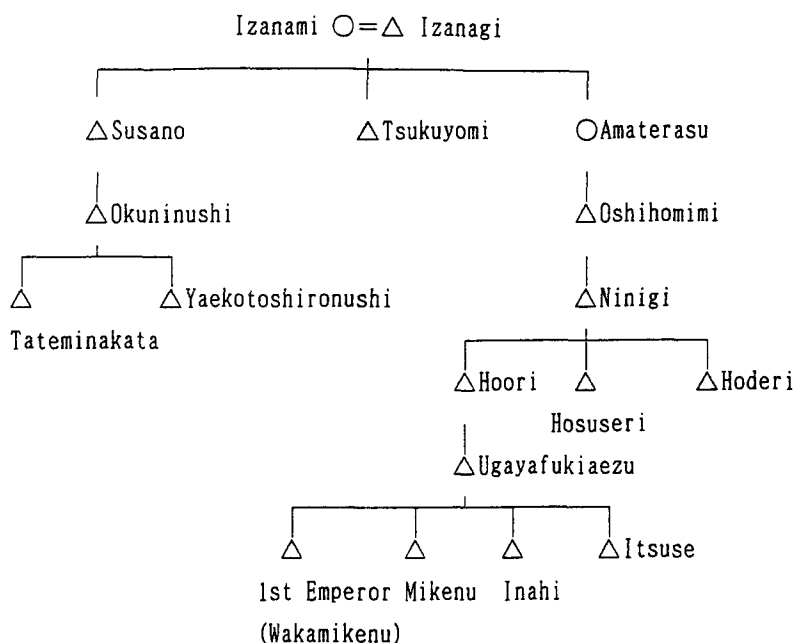 Izanami ○=△ Izanagi
△Susano △Tsukuyomi ○Amaterasu
△Okuninushi △Oshihomimi
△ △Yaekotoshironushi △Ninigi
Tateminakata
△Hoori △ △Hoderi
Hosuseri
△Ugayafukiaezu
△ △ △ △Itsuse
1st Emperor Mikenu Inahi
(Wakamikenu)